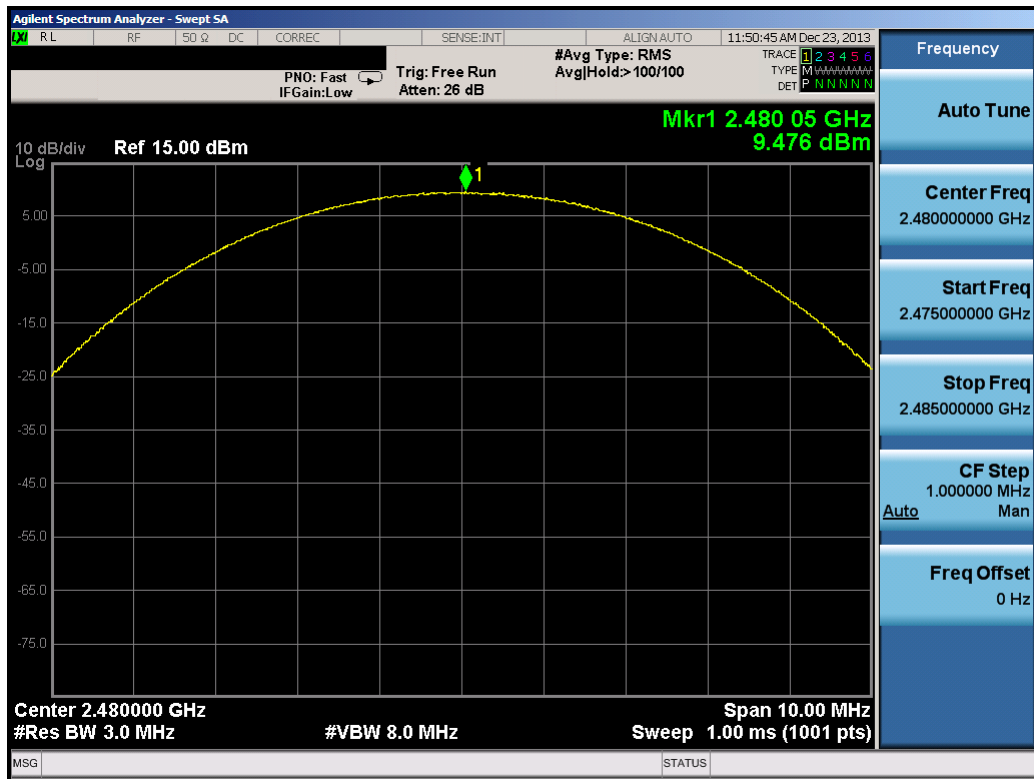 Agilent Spectrum Analyzer - Swept SA
LXI RL RF 50 Ω DC CORREC SENSE:INT ALIGN AUTO 11:50:45 AM Dec 23, 2013
PNO: Fast
IFGain:Low
Trig: Free Run
Atten: 26 dB
#Avg Type: RMS
Avg|Hold:>100/100
TRACE 1 2 3 4 5 6
TYPE M WWWWW
DET P N N N N N
Mkr1 2.480 05 GHz
9.476 dBm
10 dB/div Ref 15.00 dBm
Log
1
5.00
-5.00
-15.0
-25.0
-35.0
-45.0
-55.0
-65.0
-75.0
Center 2.480000 GHz Span 10.00 MHz
#Res BW 3.0 MHz #VBW 8.0 MHz Sweep 1.00 ms (1001 pts)
MSG STATUS
Frequency
Auto Tune
Center Freq
2.480000000 GHz
Start Freq
2.475000000 GHz
Stop Freq
2.485000000 GHz
CF Step
1.000000 MHz
Auto Man
Freq Offset
0 Hz